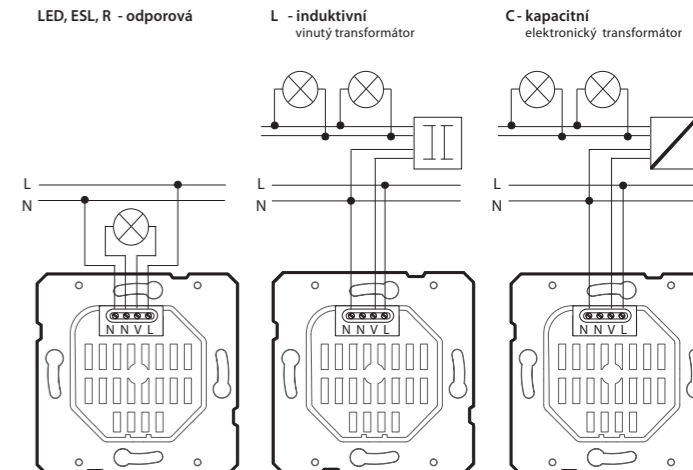 LED, ESL, R - odporová
L - induktivní
vinutý transformátor
C - kapacitní
elektronický transformátor
L
N
N N V L
L
N
N N V L
L
N
N N V L